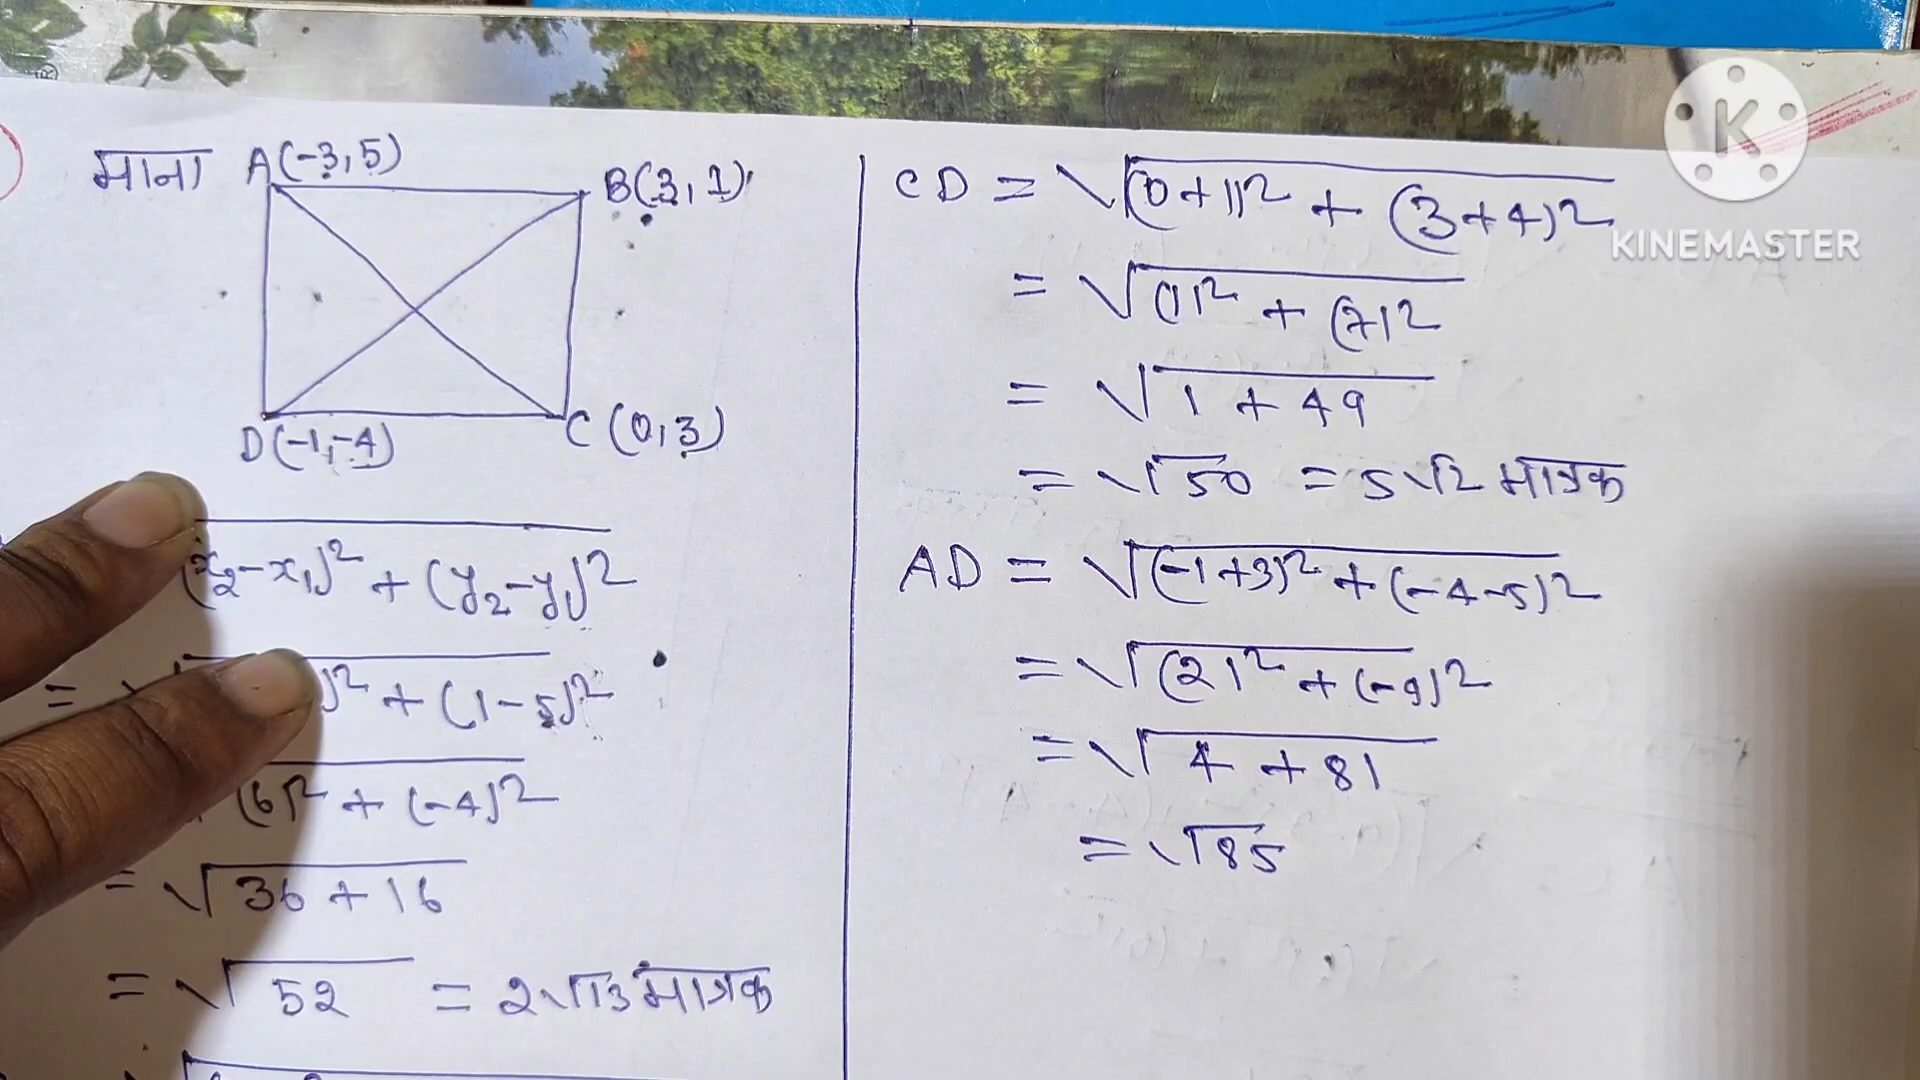 माना A(-3, 5)
B(3, 1)
D(-1, -4)
C (0, 3)
(x₂-x₁)² + (y₂-y₁)²
= √ )² + (1-5)²
(6)² + (-4)²
= √36 + 16
= √52 = 2√13 मात्रक
CD = √(0+1)² + (3+4)²
= √(1)² + (7)²
= √1 + 49
= √50 = 5√2 मात्रक
AD = √(-1+3)² + (-4-5)²
= √(2)² + (-9)²
= √4 + 81
= √85
K
KINEMASTER